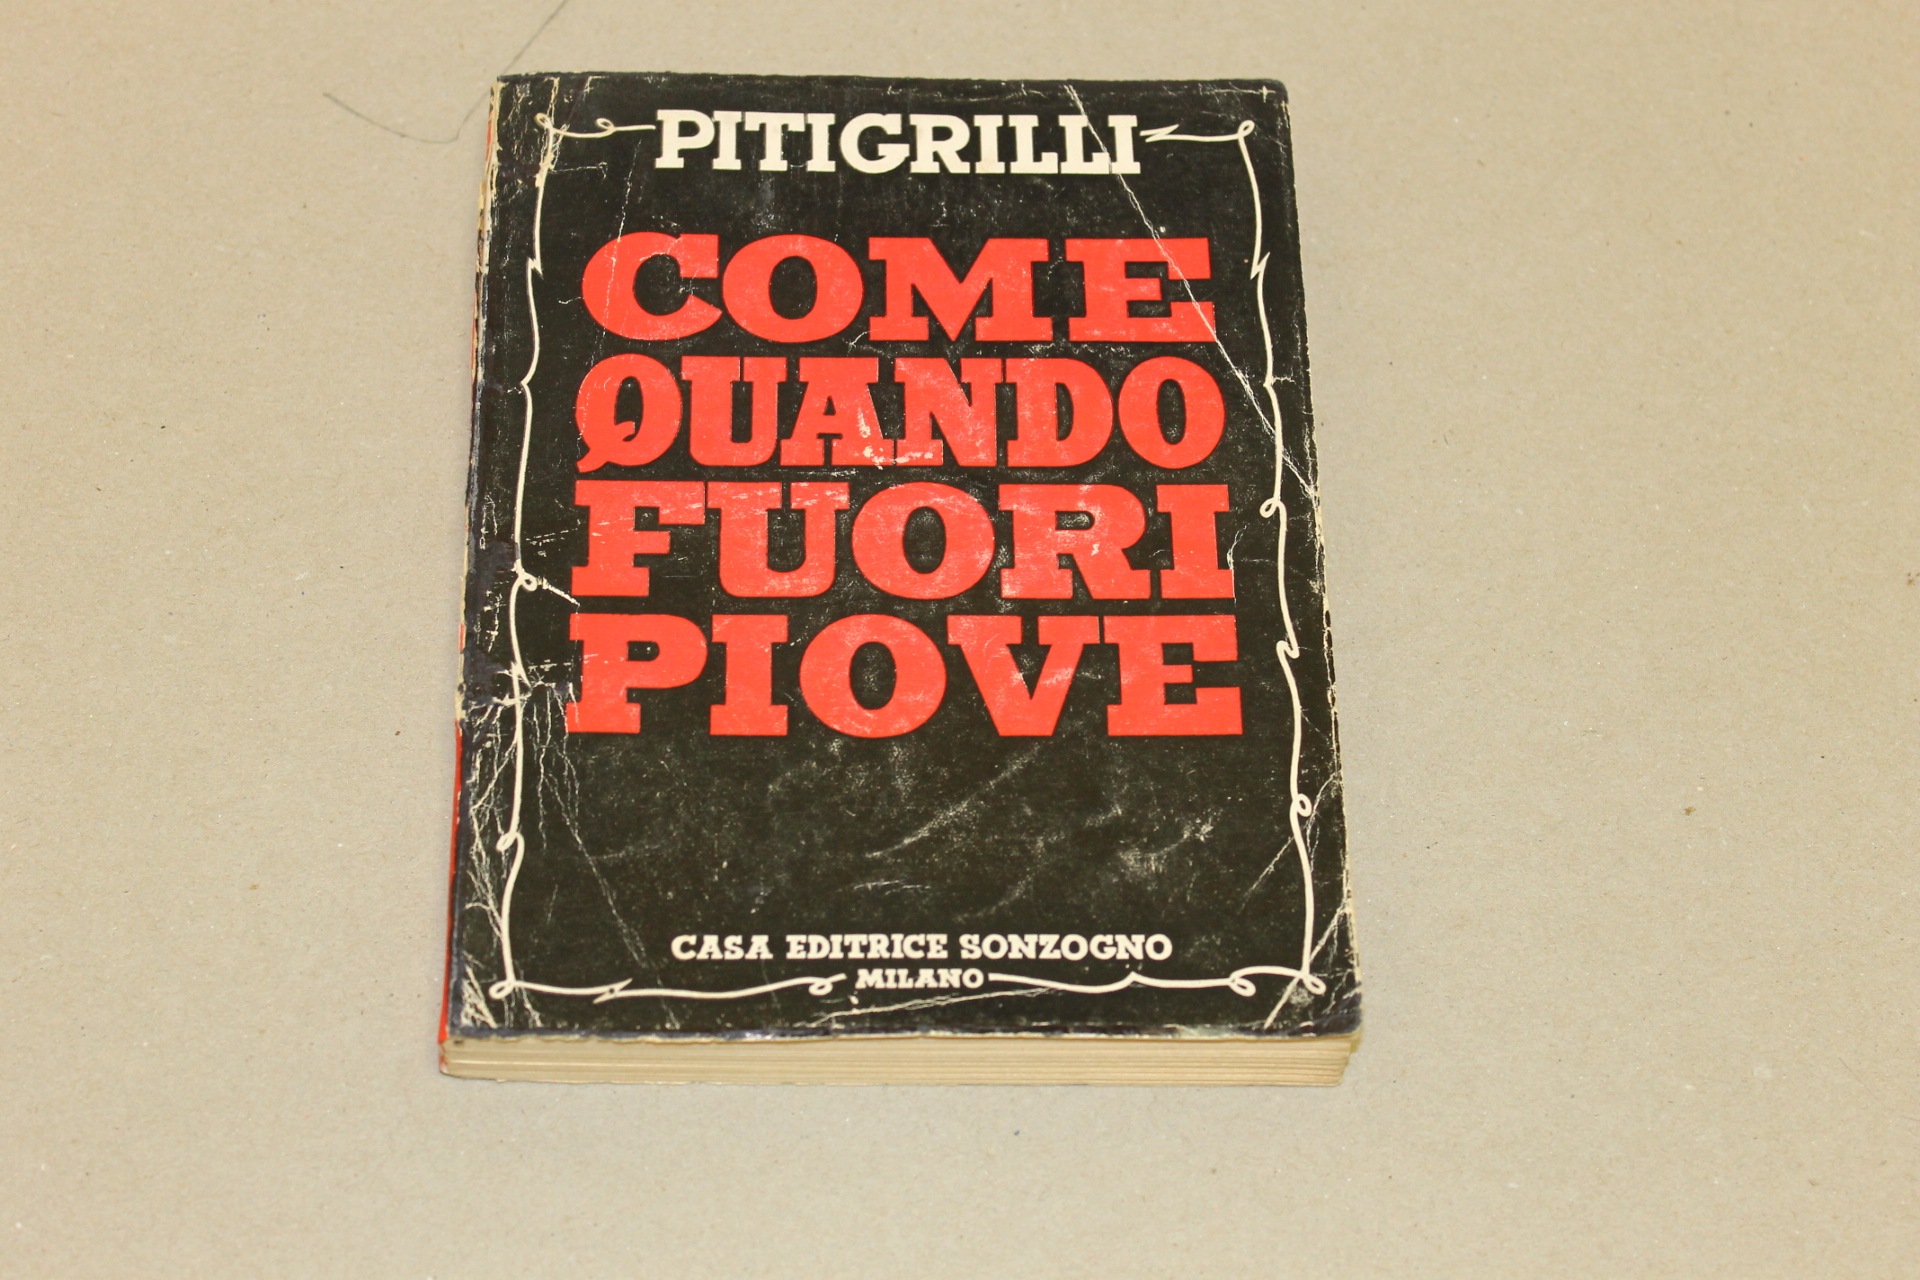 PITIGRILLI
COME
QUANDO
FUORI
PIOVE
CASA EDITRICE SONZOGNO
MILANO